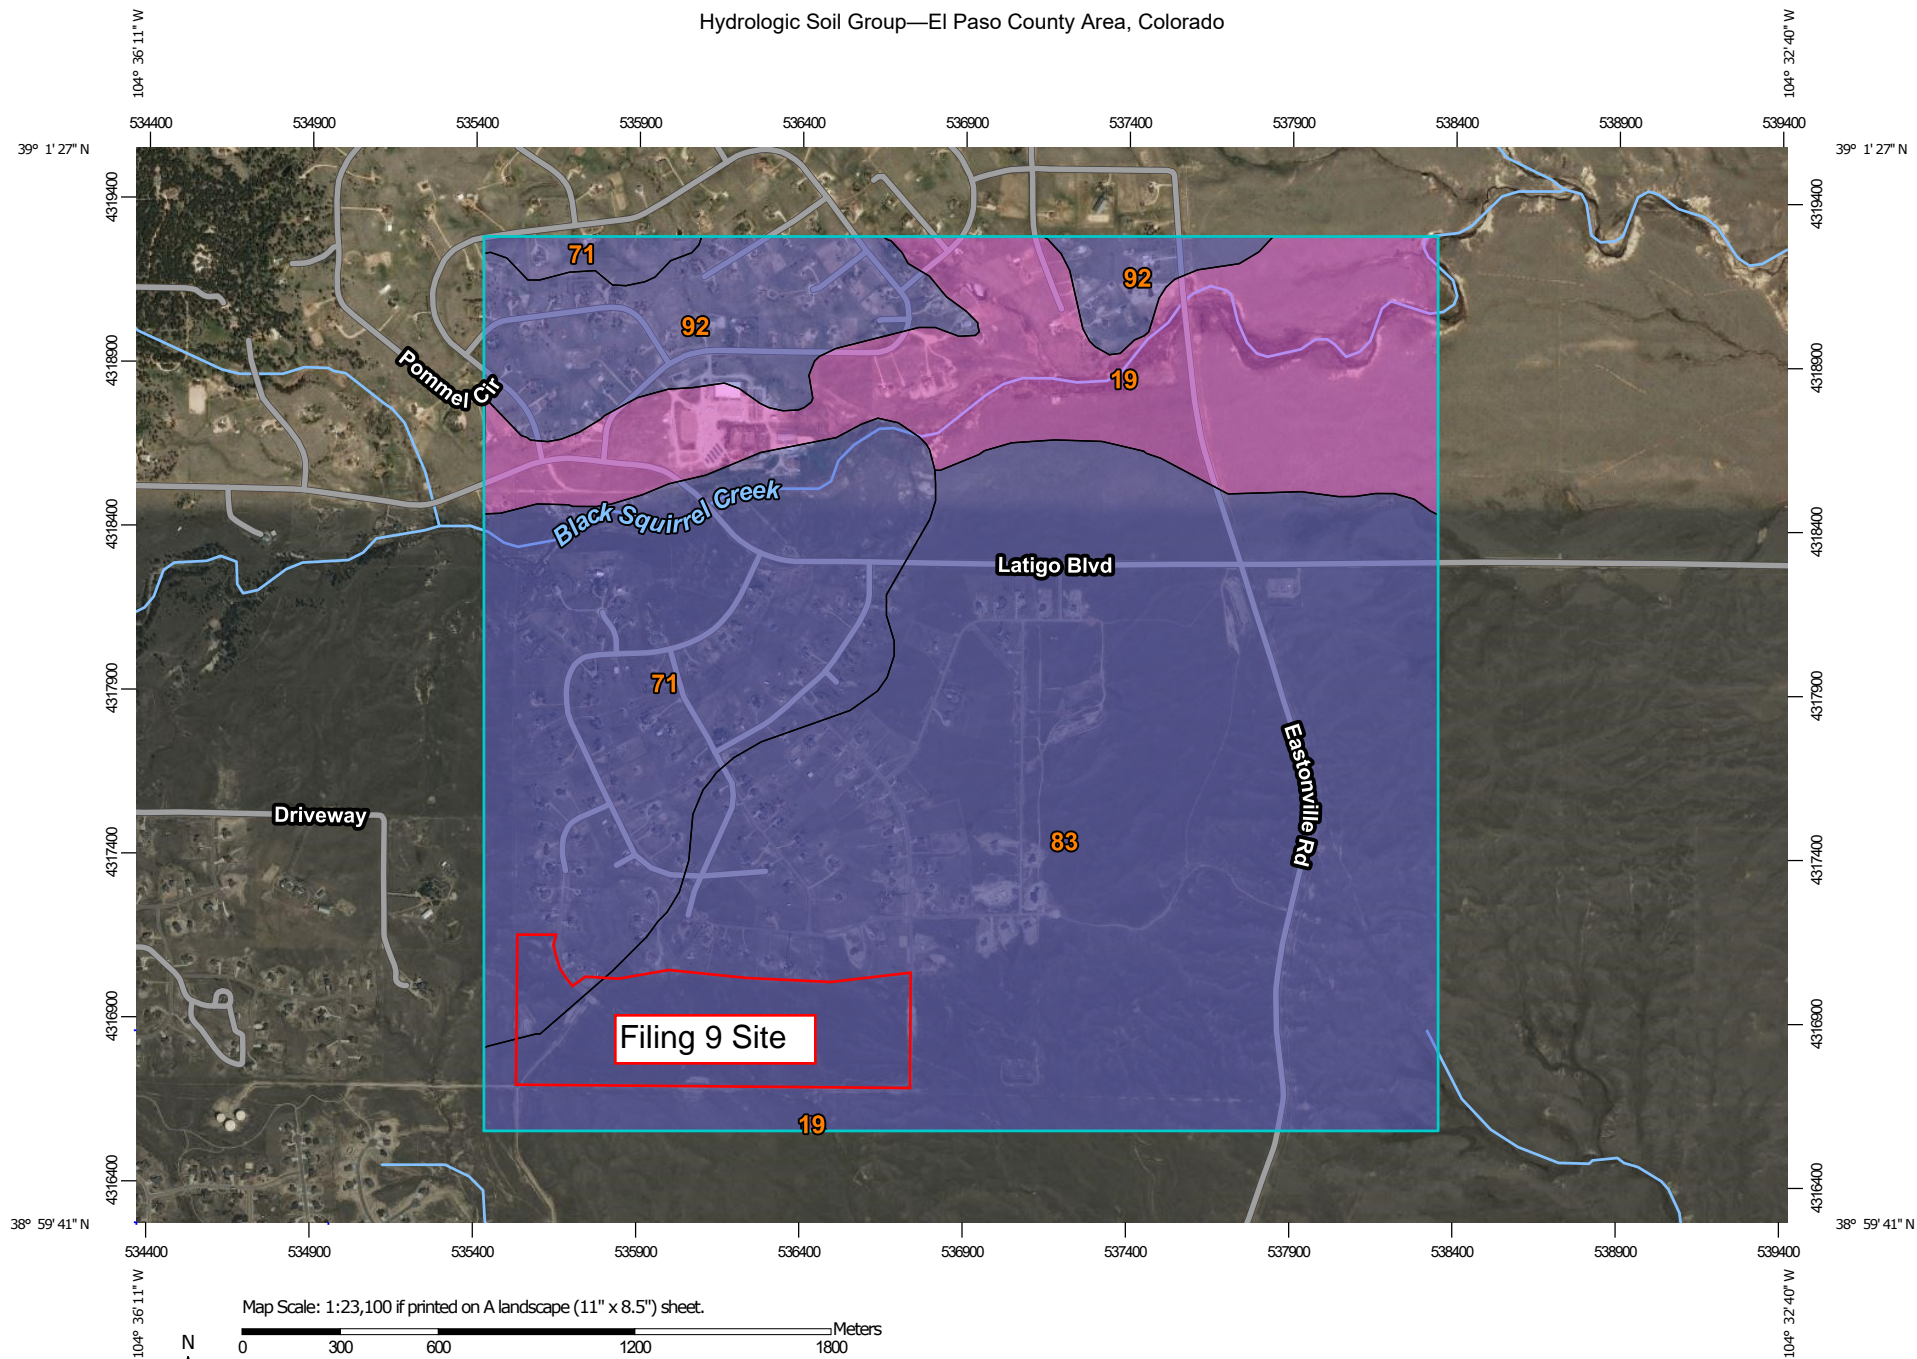 Hydrologic Soil Group—El Paso County Area, Colorado
104° 36' 11" W
104° 32' 40" W
534400 534900 535400 535900 536400 536900 537400 537900 538400 538900 539400
39° 1' 27" N
39° 1' 27" N
4319400
4318900
4318400
4317900
4317400
4316900
4316400
4319400
4318900
4318400
4317900
4317400
4316900
4316400
71
92
92
Pommel Cir
19
Black Squirrel Creek
Latigo Blvd
71
Eastonville Rd
Driveway
83
Filing 9 Site
19
38° 59' 41" N
38° 59' 41" N
534400 534900 535400 535900 536400 536900 537400 537900 538400 538900 539400
104° 36' 11" W
104° 32' 40" W
Map Scale: 1:23,100 if printed on A landscape (11" x 8.5") sheet.
Meters
N
0 300 600 1200 1800